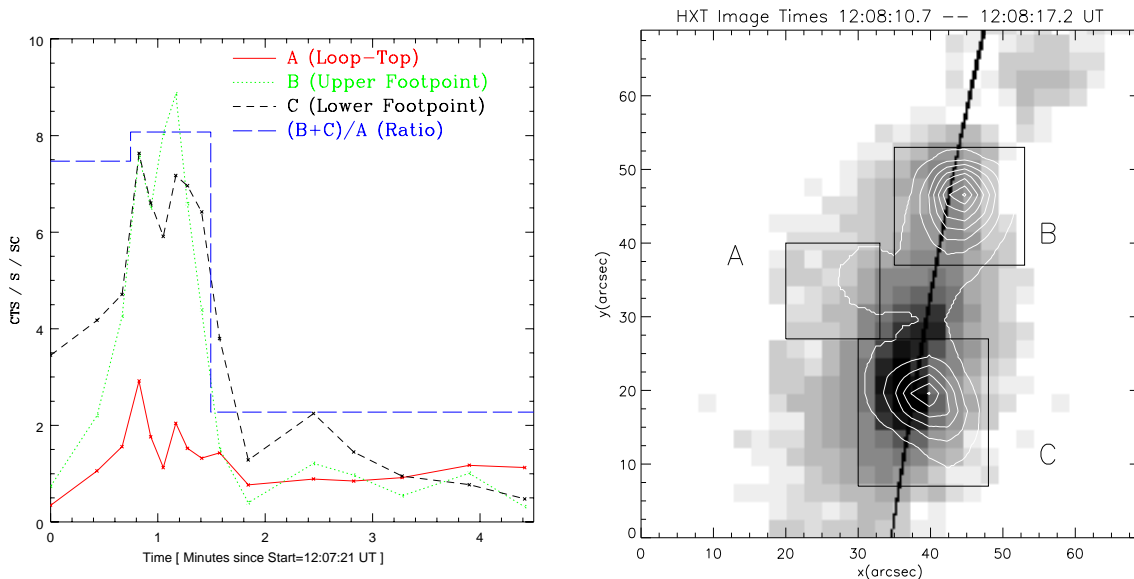 10
8
6
4
2
0
CTS / s / SC
A (Loop-Top)
B (Upper Footpoint)
C (Lower Footpoint)
(B+C)/A (Ratio)
0 1 2 3 4
Time [ Minutes since Start=12:07:21 UT ]
HXT Image Times 12:08:10.7 -- 12:08:17.2 UT
60
50
40
30
20
10
0
y(arcsec)
A
B
C
0 10 20 30 40 50 60
x(arcsec)